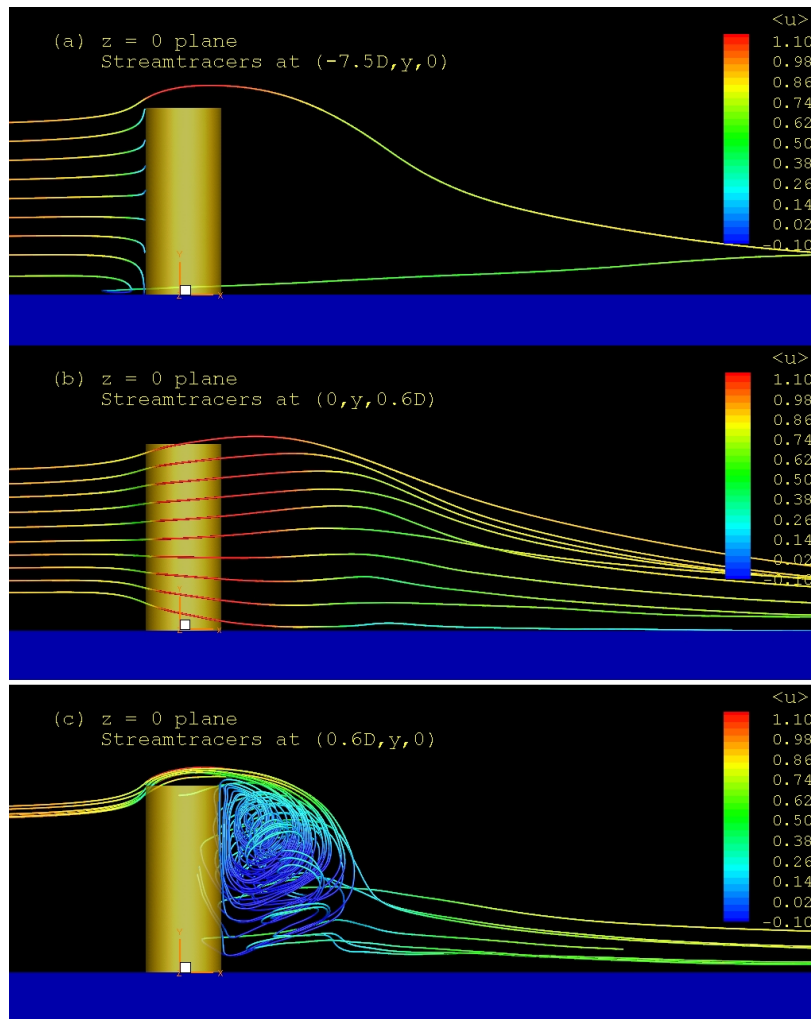 <u>
(a) z = 0 plane
Streamtracers at (-7.5D,y,0)
1.10
0.98
0.86
0.74
0.62
0.50
0.38
0.26
0.14
0.02
-0.10
Y
Z X
<u>
(b) z = 0 plane
Streamtracers at (0,y,0.6D)
1.10
0.98
0.86
0.74
0.62
0.50
0.38
0.26
0.14
0.02
-0.10
Z X
<u>
(c) z = 0 plane
Streamtracers at (0.6D,y,0)
1.10
0.98
0.86
0.74
0.62
0.50
0.38
0.26
0.14
0.02
-0.10
Y
Z X